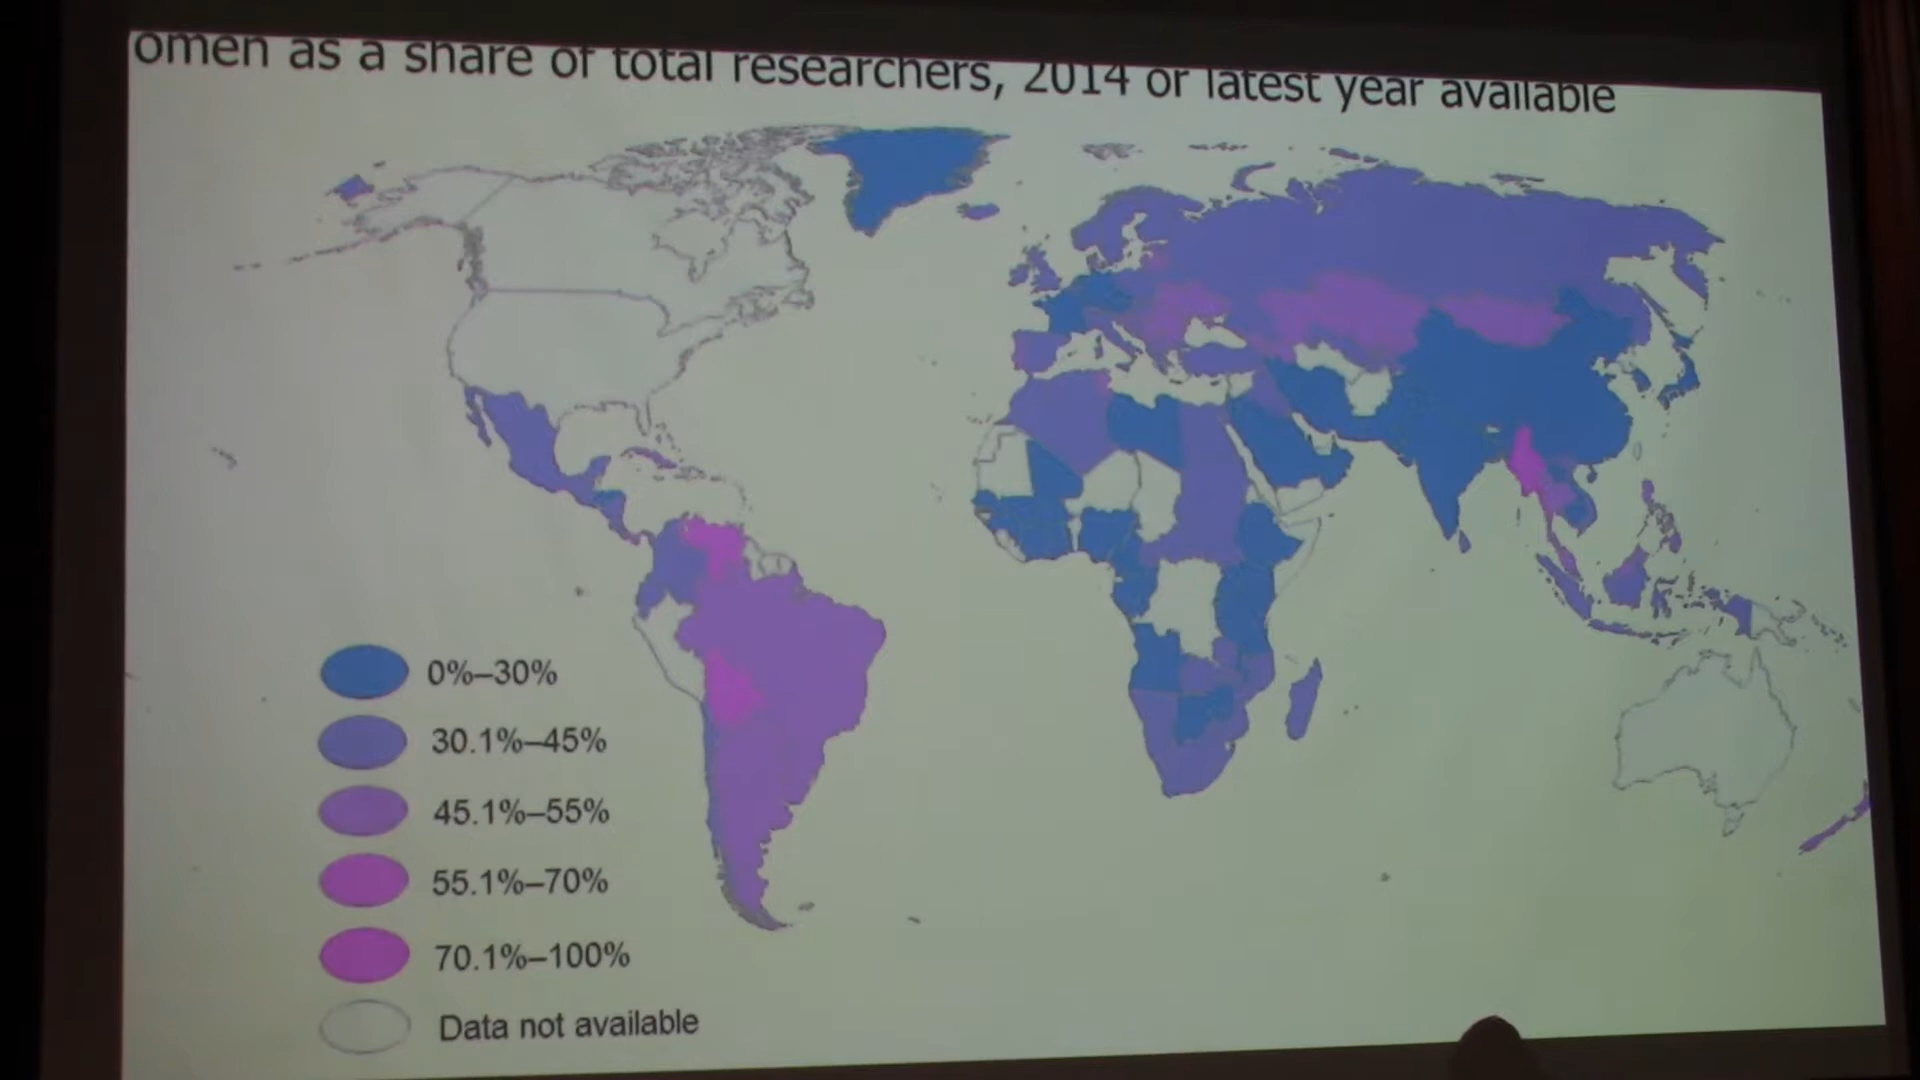 omen as a share of total researchers, 2014 or latest year available
0%–30%
30.1%–45%
45.1%–55%
55.1%–70%
70.1%–100%
Data not available